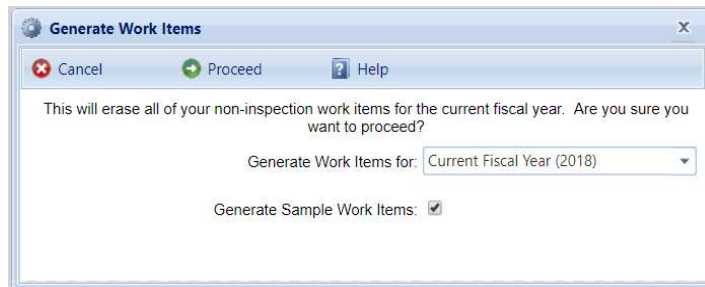 Generate Work Items X
Cancel Proceed ? Help
This will erase all of your non-inspection work items for the current fiscal year. Are you sure you
want to proceed?
Generate Work Items for: Current Fiscal Year (2018)
Generate Sample Work Items: